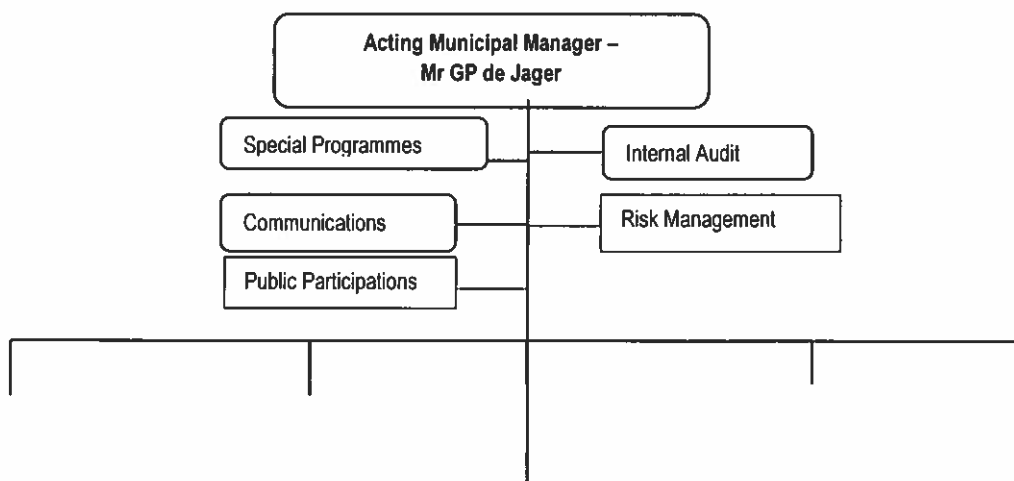 Acting Municipal Manager –
Mr GP de Jager
Special Programmes
Internal Audit
Communications
Risk Management
Public Participations